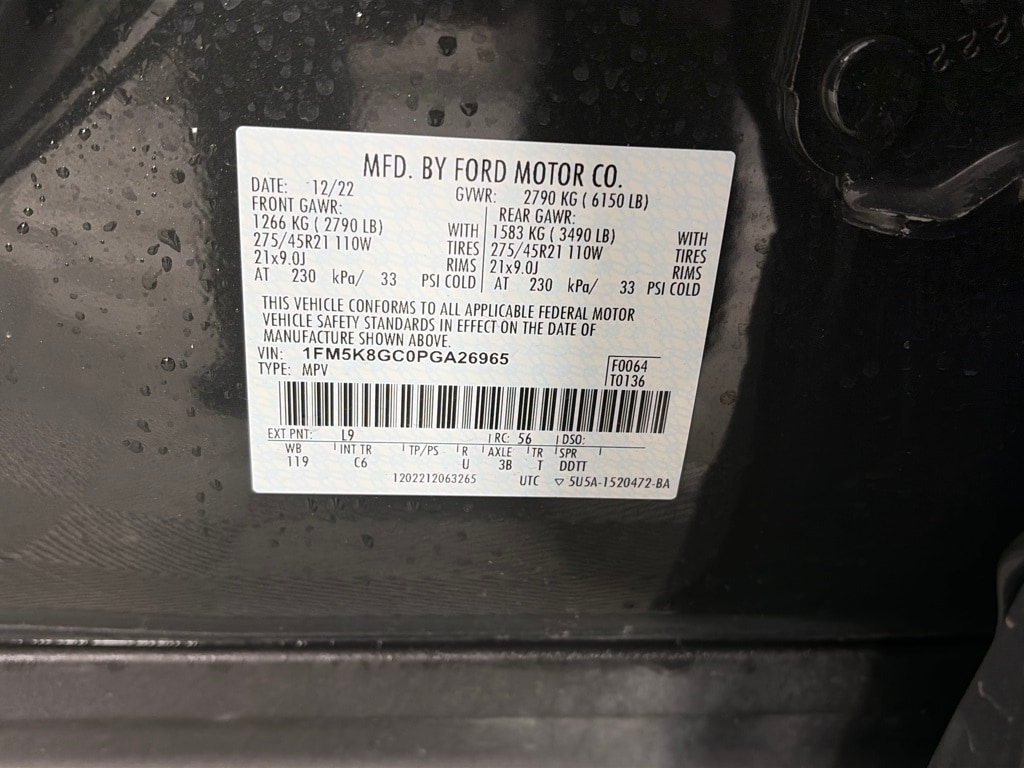 222
MFD. BY FORD MOTOR CO.
DATE: 12/22 GVWR: 2790 KG ( 6150 LB)
FRONT GAWR: REAR GAWR:
1266 KG ( 2790 LB) WITH 1583 KG ( 3490 LB) WITH
275/45R21 110W TIRES 275/45R21 110W TIRES
21x9.0J RIMS 21x9.0J RIMS
AT 230 kPa/ 33 PSI COLD AT 230 kPa/ 33 PSI COLD
THIS VEHICLE CONFORMS TO ALL APPLICABLE FEDERAL MOTOR
VEHICLE SAFETY STANDARDS IN EFFECT ON THE DATE OF
MANUFACTURE SHOWN ABOVE.
VIN: 1FM5K8GC0PGA26965
TYPE: MPV
F0064
T0136
EXT PNT: L9 RC: 56 DSO:
WB INT TR TP/PS R AXLE TR SPR
119 C6 U 3B T DDTT
1202212063265 UTC ▽ 5U5A-1520472-BA